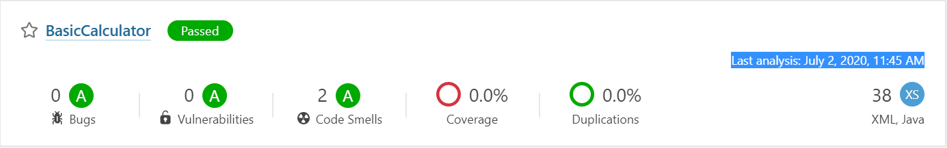 BasicCalculator Passed
Last analysis: July 2, 2020, 11:45 AM
0 A 0 A 2 A 0.0% 0.0% 38 XS
Bugs Vulnerabilities Code Smells Coverage Duplications XML, Java